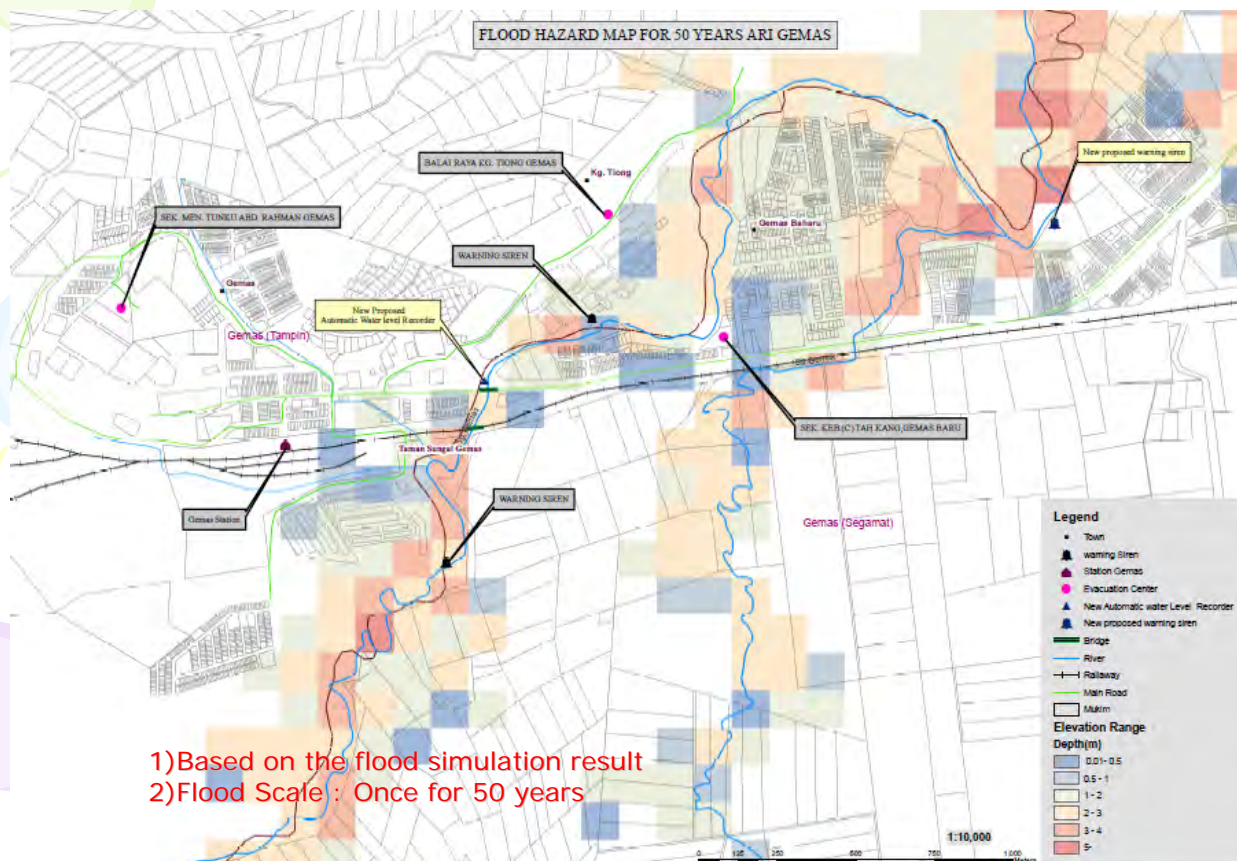 FLOOD HAZARD MAP FOR 50 YEARS ARI GEMAS
BALAI RAYA KG. TIONG GEMAS
New proposed warning siren
Kg. Tiong
SEK. MEN. TUNKU ABD. RAHMAN GEMAS
Gemas Baharu
WARNING SIREN
Gemas
New Proposed
Automatic Water level Recorder
Gemas (Tampin)
SEK. KEB.(C) TAH KANG,GEMAS BARU
Taman Sungai Gemas
WARNING SIREN
Gemas Station
Gemas (Segamat)
Legend
Town
warning Siren
Station Gemas
Evacuation Center
New Automatic water Level Recorder
New proposed warning siren
Bridge
River
Railaway
Main Road
Mukim
Elevation Range
Depth(m)
0.01- 0.5
0.5 - 1
1 - 2
2 - 3
3 - 4
5-
1)Based on the flood simulation result
2)Flood Scale : Once for 50 years
1:10,000
0 125 250 500 750 1,000
Meters